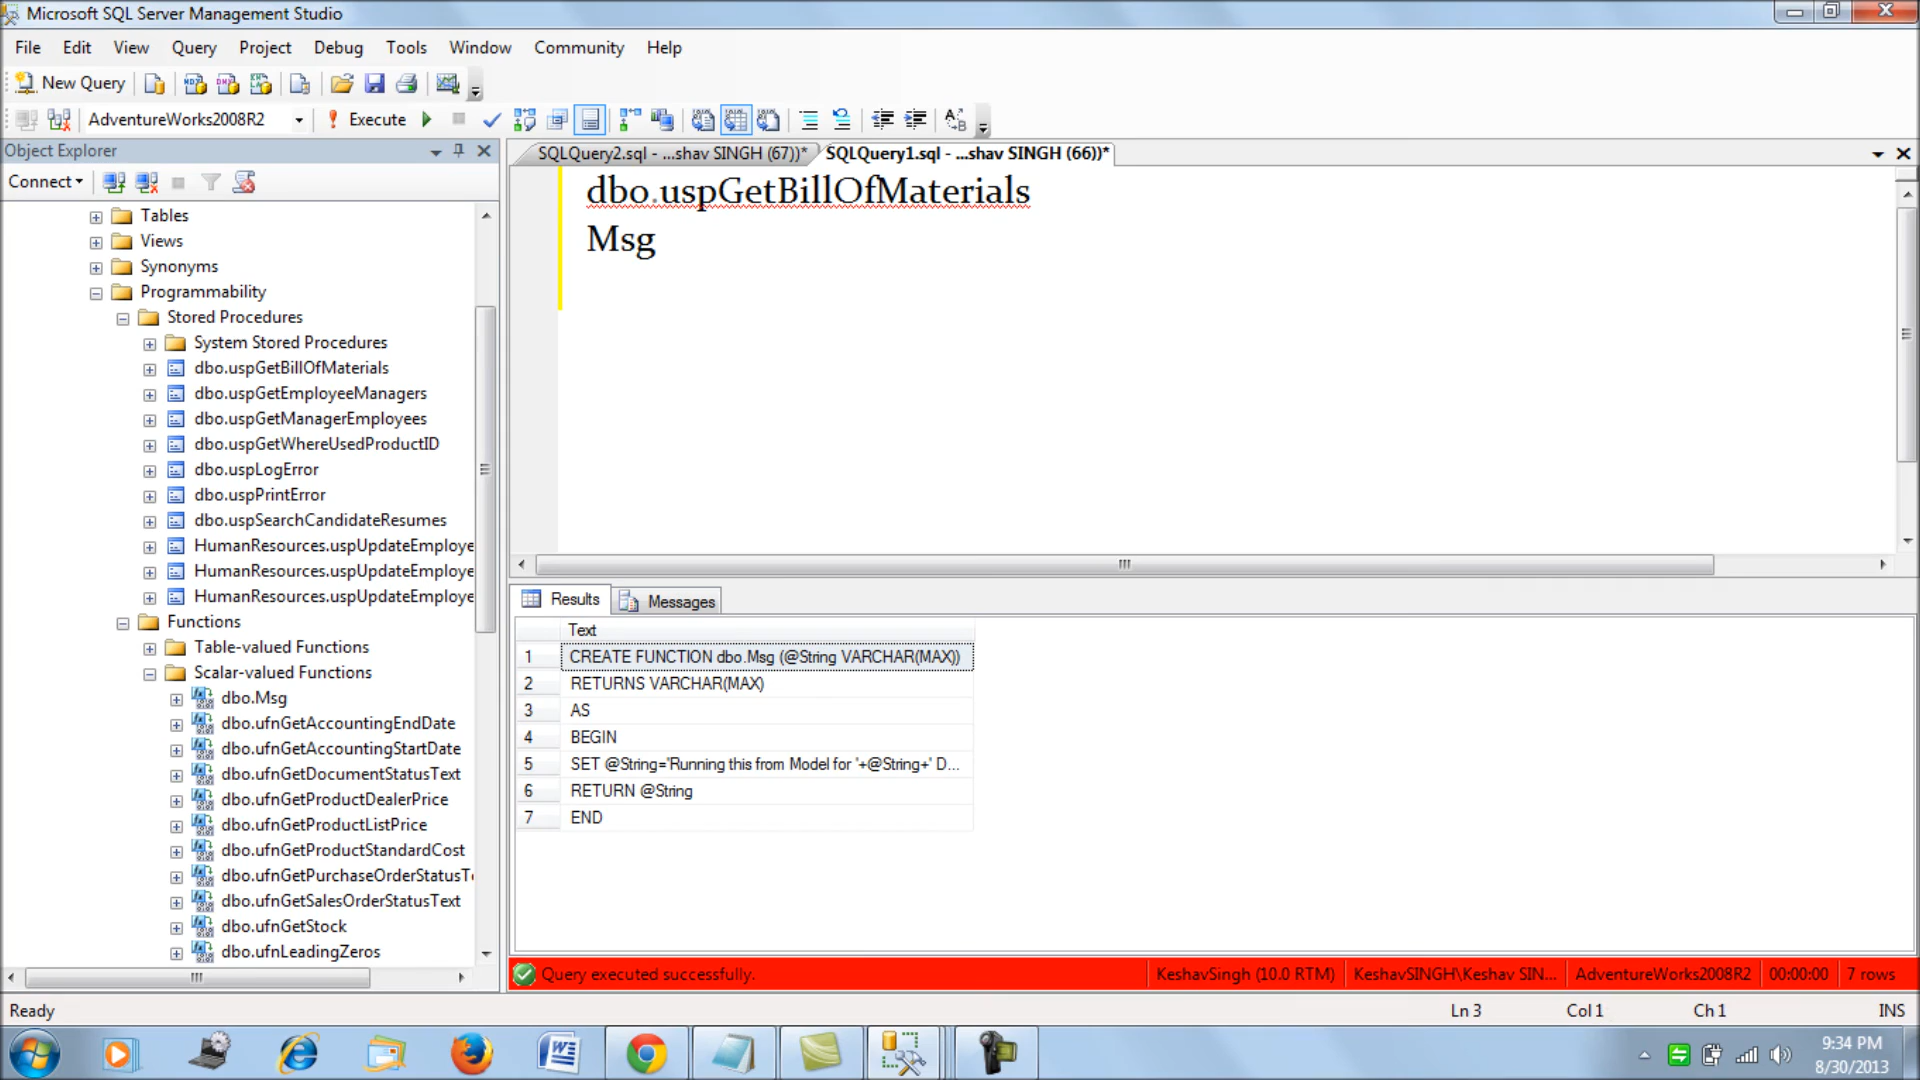 Microsoft SQL Server Management Studio
File Edit View Query Project Debug Tools Window Community Help
New Query
AdventureWorks2008R2 Execute
Object Explorer
Connect
Tables
Views
Synonyms
Programmability
Stored Procedures
System Stored Procedures
dbo.uspGetBillOfMaterials
dbo.uspGetEmployeeManagers
dbo.uspGetManagerEmployees
dbo.uspGetWhereUsedProductID
dbo.uspLogError
dbo.uspPrintError
dbo.uspSearchCandidateResumes
HumanResources.uspUpdateEmploye
HumanResources.uspUpdateEmploye
HumanResources.uspUpdateEmploye
Functions
Table-valued Functions
Scalar-valued Functions
dbo.Msg
dbo.ufnGetAccountingEndDate
dbo.ufnGetAccountingStartDate
dbo.ufnGetDocumentStatusText
dbo.ufnGetProductDealerPrice
dbo.ufnGetProductListPrice
dbo.ufnGetProductStandardCost
dbo.ufnGetPurchaseOrderStatusT
dbo.ufnGetSalesOrderStatusText
dbo.ufnGetStock
dbo.ufnLeadingZeros
SQLQuery2.sql - ...shav SINGH (67))* SQLQuery1.sql - ...shav SINGH (66))*
dbo.uspGetBillOfMaterials
Msg
Results Messages
Text
1 CREATE FUNCTION dbo.Msg (@String VARCHAR(MAX))
2 RETURNS VARCHAR(MAX)
3 AS
4 BEGIN
5 SET @String='Running this from Model for '+@String+' D...
6 RETURN @String
7 END
Query executed successfully. KeshavSingh (10.0 RTM) KeshavSINGH\Keshav SIN... AdventureWorks2008R2 00:00:00 7 rows
Ready Ln 3 Col 1 Ch 1 INS
9:34 PM
8/30/2013